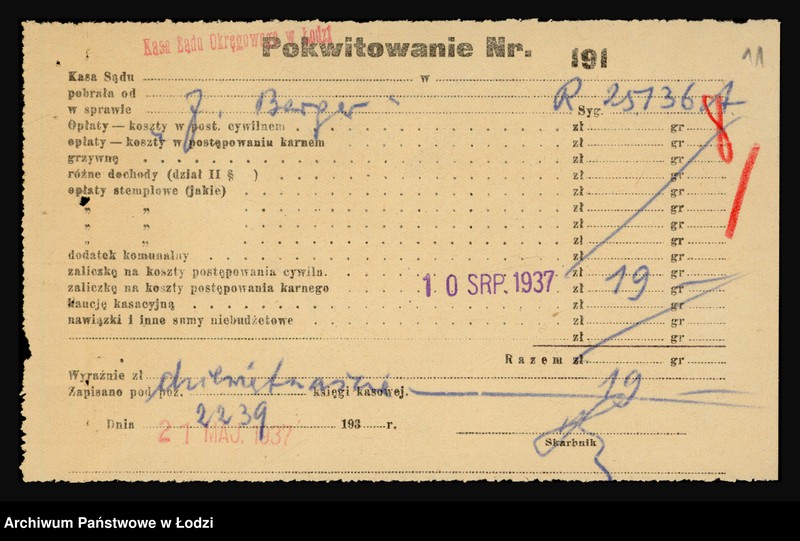 Kasa Sądu Okręgowego w Łodzi
Pokwitowanie Nr. 191
11
Kasa Sądu w
pobrała od
w sprawie J. Berger Syg. R 251/36
Opłaty — koszty w post. cywilnem zł gr
opłaty — koszty w postępowaniu karnem zł gr
grzywnę zł gr
różne dochody (dział II § ) zł gr
opłaty stemplowe (jakie) zł gr
„ „ zł gr
„ „ zł gr
„ „ zł gr
dodatek komunalny zł gr
zaliczkę na koszty postępowania cywiln. zł 19 gr —
zaliczkę na koszty postępowania karnego 10 SRP. 1937 zł gr
kaucję kasacyjną zł gr
nawiązki i inne sumy niebudżetowe zł gr
Razem zł gr
Wyraźnie zł dziewiętnaście 19
Zapisano pod poz. 2239 księgi kasowej.
Dnia 21 MAJ. 1937 193 r.
Skarbnik
Archiwum Państwowe w Łodzi